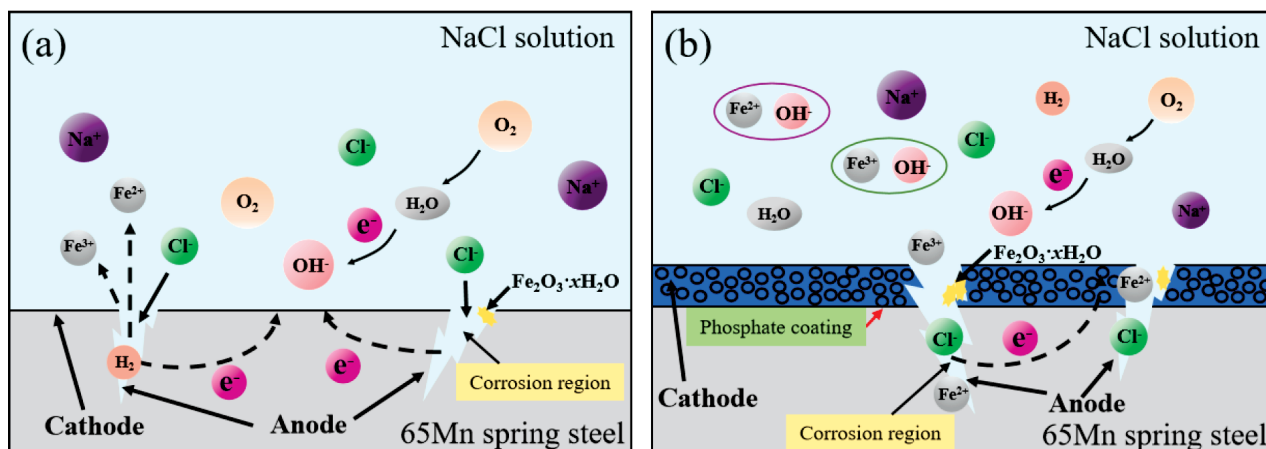 (a)
NaCl solution
O₂
Na⁺
Cl⁻
Fe²⁺
Na⁺
O₂
H₂O
e⁻
Fe³⁺
Cl⁻
Cl⁻
OH⁻
Fe₂O₃·xH₂O
H₂
e⁻
e⁻
Corrosion region
Cathode
Anode
65Mn spring steel
(b)
NaCl solution
Fe²⁺ OH⁻
Na⁺
H₂
O₂
Cl⁻
Fe³⁺ OH⁻
H₂O
e⁻
Cl⁻
H₂O
OH⁻
Na⁺
Fe³⁺
Fe₂O₃·xH₂O
Fe²⁺
Phosphate coating
Cl⁻
e⁻
Cl⁻
Cathode
Fe²⁺
Anode
Corrosion region
65Mn spring steel